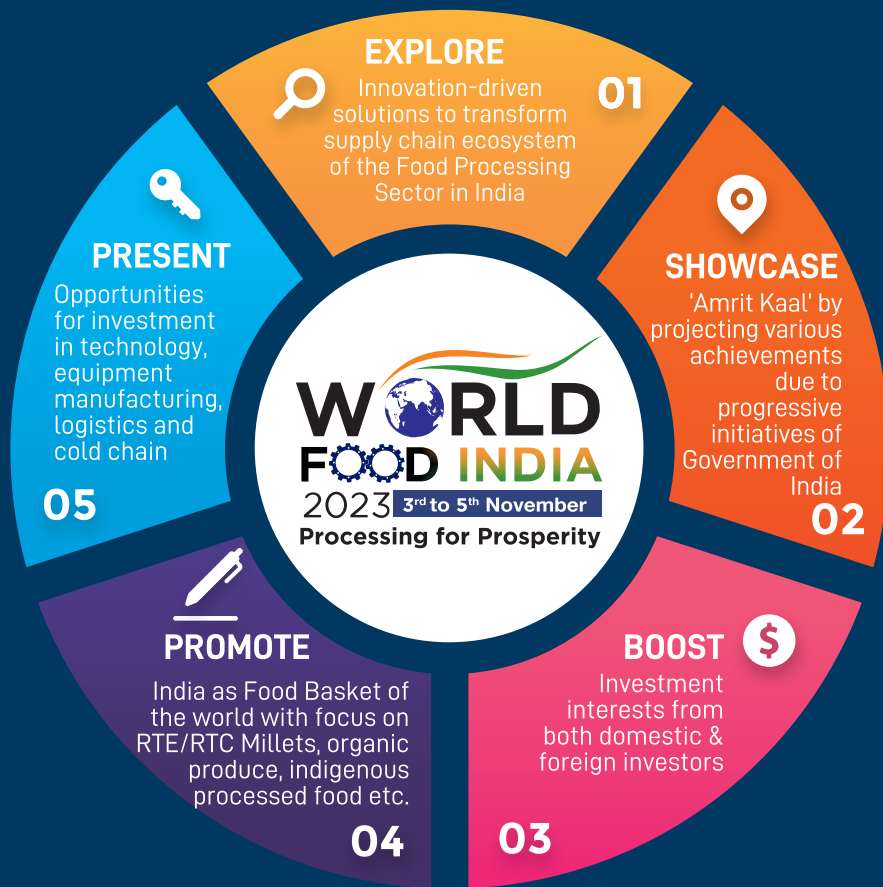 EXPLORE
Innovation-driven
solutions to transform
supply chain ecosystem
of the Food Processing
Sector in India
01
SHOWCASE
'Amrit Kaal' by
projecting various
achievements
due to
progressive
initiatives of
Government of
India
02
BOOST
$
Investment
interests from
both domestic &
foreign investors
03
PROMOTE
India as Food Basket of
the world with focus on
RTE/RTC Millets, organic
produce, indigenous
processed food etc.
04
PRESENT
Opportunities
for investment
in technology,
equipment
manufacturing,
logistics and
cold chain
05
WORLD
FOOD INDIA
2023 3rd to 5th November
Processing for Prosperity